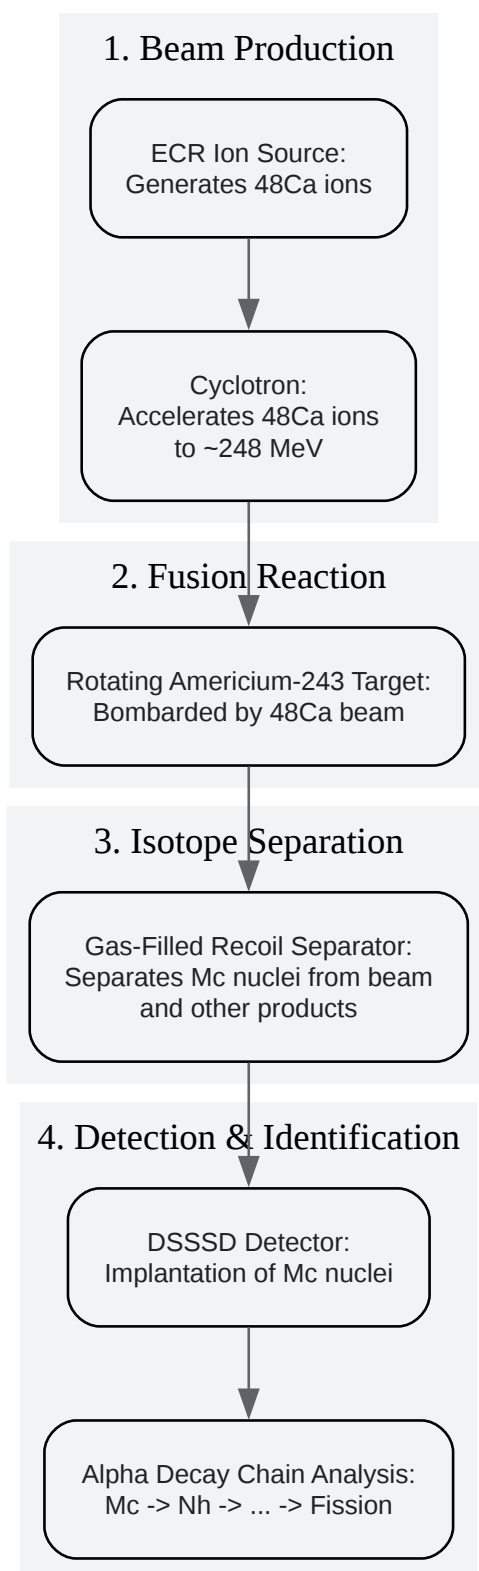 1. Beam Production
ECR Ion Source:
Generates 48Ca ions
Cyclotron:
Accelerates 48Ca ions
to ~248 MeV
2. Fusion Reaction
Rotating Americium-243 Target:
Bombarded by 48Ca beam
3. Isotope Separation
Gas-Filled Recoil Separator:
Separates Mc nuclei from beam
and other products
4. Detection & Identification
DSSSD Detector:
Implantation of Mc nuclei
Alpha Decay Chain Analysis:
Mc -> Nh -> ... -> Fission